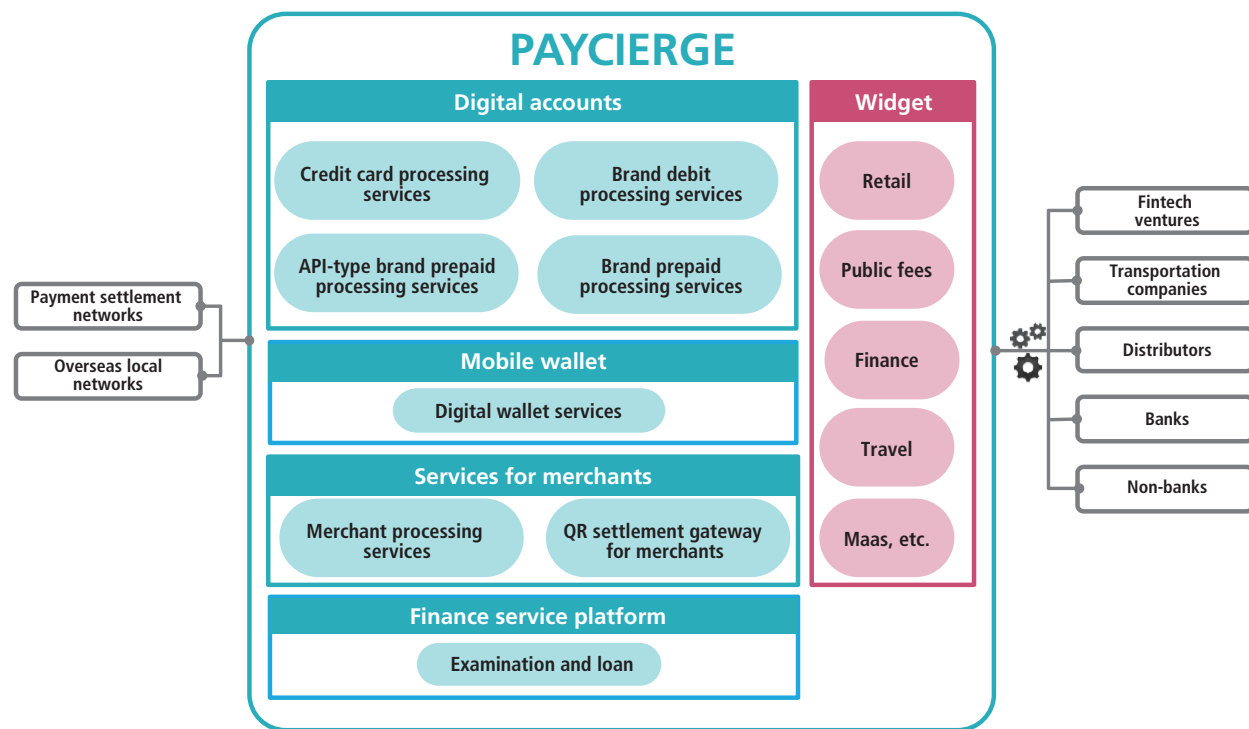 PAYCIERGE
Digital accounts
Credit card processing
services
Brand debit
processing services
API-type brand prepaid
processing services
Brand prepaid
processing services
Mobile wallet
Digital wallet services
Services for merchants
Merchant processing
services
QR settlement gateway
for merchants
Finance service platform
Examination and loan
Widget
Retail
Public fees
Finance
Travel
Maas, etc.
Payment settlement
networks
Overseas local
networks
Fintech
ventures
Transportation
companies
Distributors
Banks
Non-banks